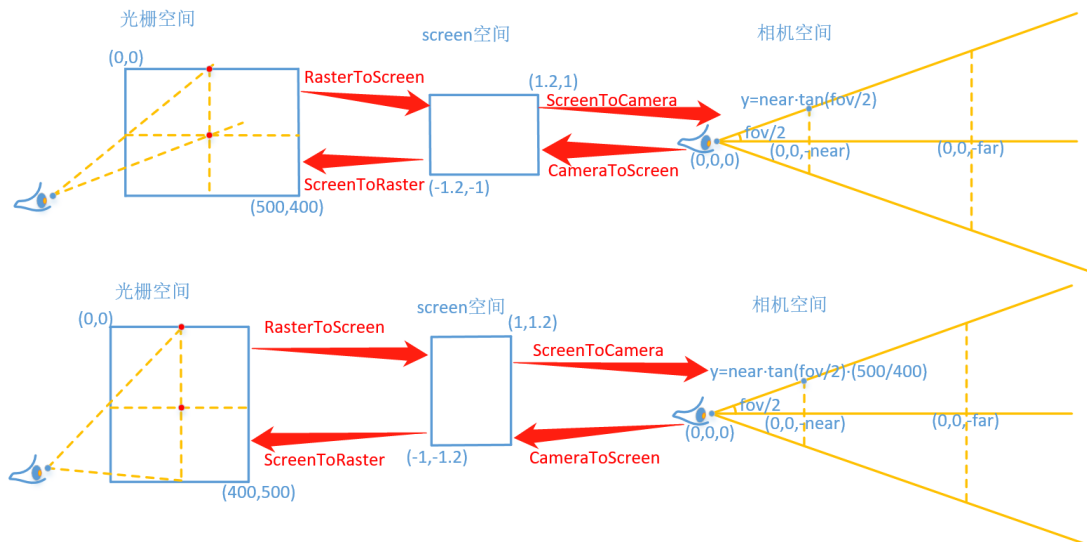 光栅空间
screen空间
相机空间
(0,0)
RasterToScreen
(1.2,1)
ScreenToCamera
y=near·tan(fov/2)
fov/2
(0,0,0)
(0,0,-near)
(0,0,-far)
CameraToScreen
ScreenToRaster
(-1.2,-1)
(500,400)
光栅空间
screen空间
相机空间
(0,0)
RasterToScreen
(1,1.2)
ScreenToCamera
y=near·tan(fov/2)·(500/400)
fov/2
(0,0,0)
(0,0,-near)
(0,0,-far)
ScreenToRaster
(-1,-1.2)
CameraToScreen
(400,500)